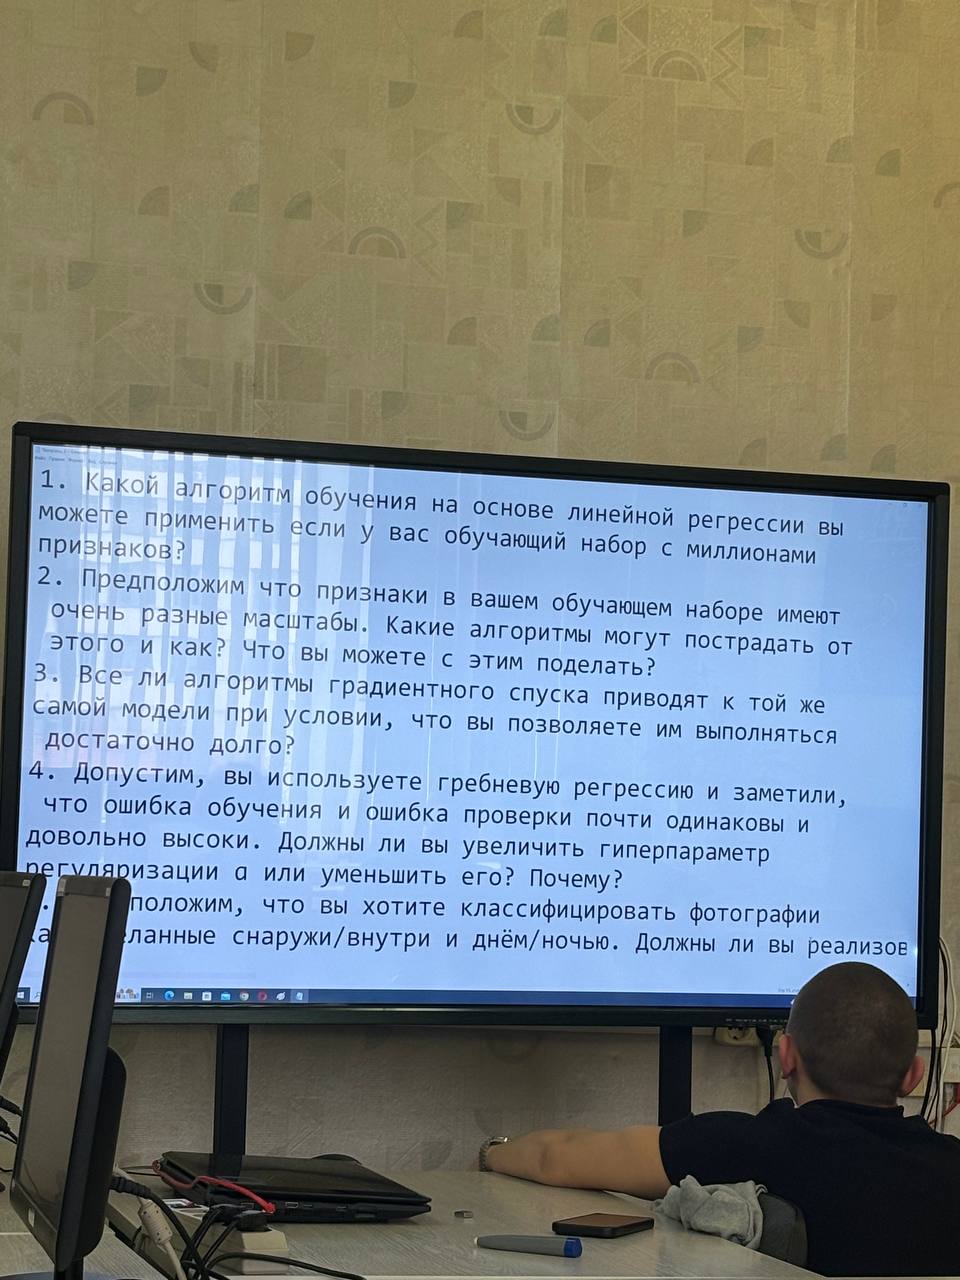 1. Какой алгоритм обучения на основе линейной регрессии вы
можете применить если у вас обучающий набор с миллионами
признаков?
2. Предположим что признаки в вашем обучающем наборе имеют
очень разные масштабы. Какие алгоритмы могут пострадать от
этого и как? Что вы можете с этим поделать?
3. Все ли алгоритмы градиентного спуска приводят к той же
самой модели при условии, что вы позволяете им выполняться
достаточно долго?
4. Допустим, вы используете гребневую регрессию и заметили,
что ошибка обучения и ошибка проверки почти одинаковы и
довольно высоки. Должны ли вы увеличить гиперпараметр
регуляризации α или уменьшить его? Почему?
положим, что вы хотите классифицировать фотографии
еланные снаружи/внутри и днём/ночью. Должны ли вы реализов